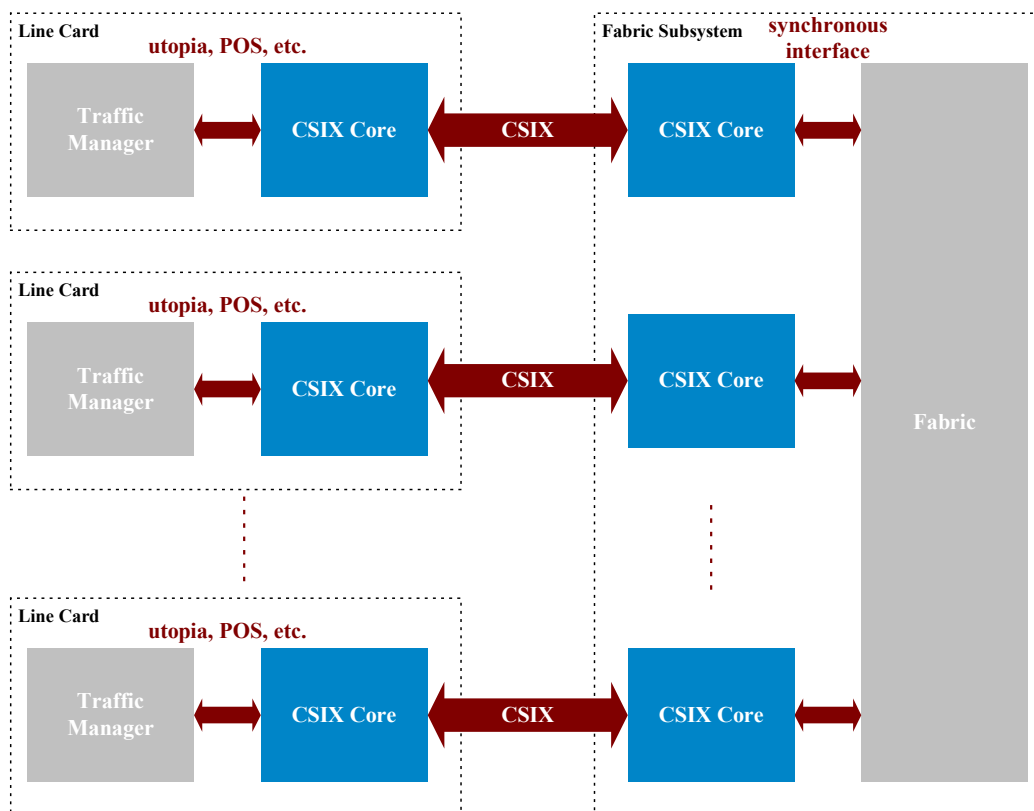 Line Card
utopia, POS, etc.
Traffic
Manager
CSIX Core
CSIX
Fabric Subsystem
synchronous
interface
CSIX Core
Line Card
utopia, POS, etc.
Traffic
Manager
CSIX Core
CSIX
CSIX Core
Fabric
Line Card
utopia, POS, etc.
Traffic
Manager
CSIX Core
CSIX
CSIX Core